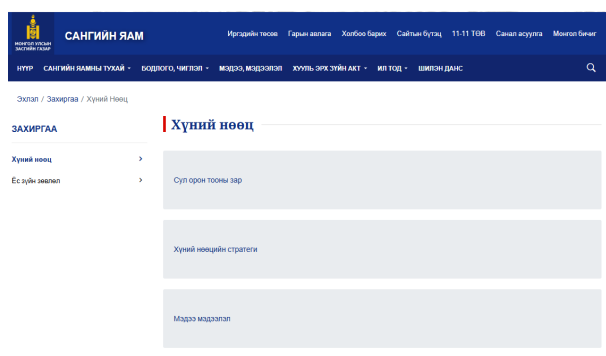 МОНГОЛ УЛСЫН
ЗАСГИЙН ГАЗАР
САНГИЙН ЯАМ
Иргэдийн төсөв Гарын авлага Холбоо барих Сайтын бүтэц 11-11 ТӨВ Санал асуулга Монгол бичиг
НҮҮР САНГИЙН ЯАМНЫ ТУХАЙ БОДЛОГО, ЧИГЛЭЛ МЭДЭЭ, МЭДЭЭЛЭЛ ХУУЛЬ ЭРХ ЗҮЙН АКТ ИЛ ТОД ШИЛЭН ДАНС
Эхлэл / Захиргаа / Хүний Нөөц
ЗАХИРГАА
Хүний нөөц
Ёс зүйн зөвлөл
Хүний нөөц
Сул орон тооны зар
Хүний нөөцийн стратеги
Мэдээ мэдээлэл